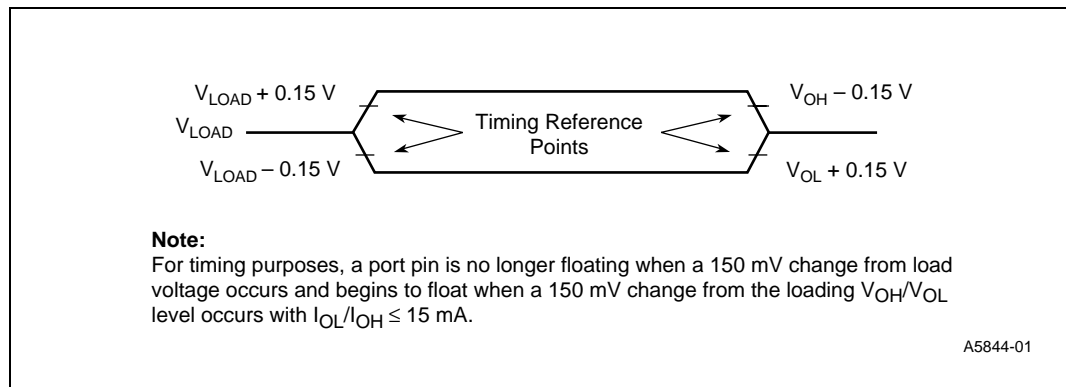 V_LOAD + 0.15 V
V_OH – 0.15 V
V_LOAD
Timing Reference
Points
V_LOAD – 0.15 V
V_OL + 0.15 V
Note:
For timing purposes, a port pin is no longer floating when a 150 mV change from load
voltage occurs and begins to float when a 150 mV change from the loading V_OH/V_OL
level occurs with I_OL/I_OH ≤ 15 mA.
A5844-01